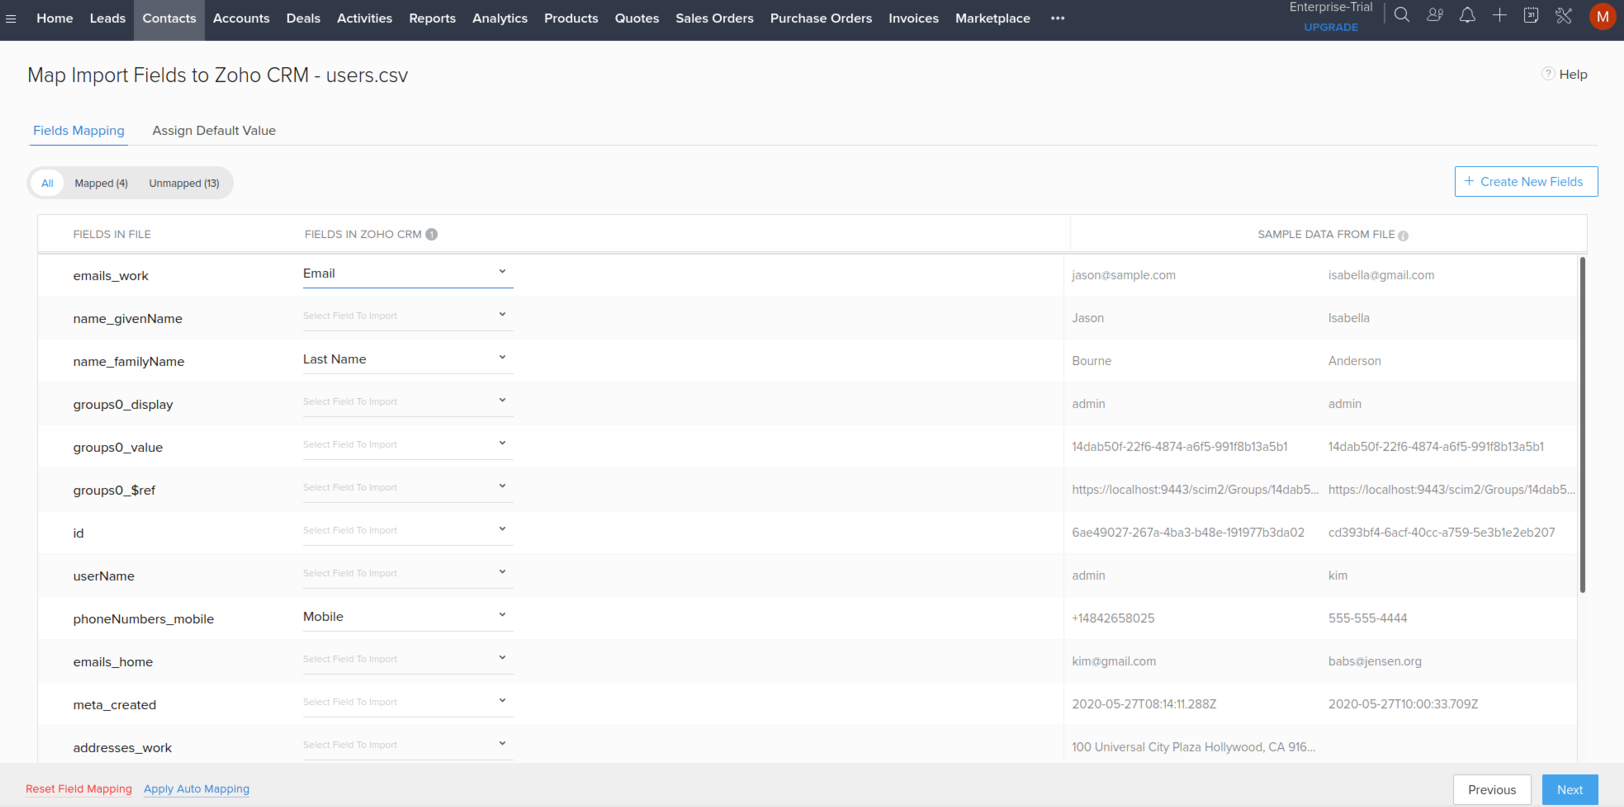 Home Leads Contacts Accounts Deals Activities Reports Analytics Products Quotes Sales Orders Purchase Orders Invoices Marketplace ••• Enterprise-Trial
UPGRADE 31 M
Map Import Fields to Zoho CRM - users.csv ? Help
Fields Mapping Assign Default Value
All Mapped (4) Unmapped (13) + Create New Fields
FIELDS IN FILE FIELDS IN ZOHO CRM 1 SAMPLE DATA FROM FILE i
emails_work Email jason@sample.com isabella@gmail.com
name_givenName Select Field To Import Jason Isabella
name_familyName Last Name Bourne Anderson
groups0_display Select Field To Import admin admin
groups0_value Select Field To Import 14dab50f-22f6-4874-a6f5-991f8b13a5b1 14dab50f-22f6-4874-a6f5-991f8b13a5b1
groups0_$ref Select Field To Import https://localhost:9443/scim2/Groups/14dab5... https://localhost:9443/scim2/Groups/14dab5...
id Select Field To Import 6ae49027-267a-4ba3-b48e-191977b3da02 cd393bf4-6acf-40cc-a759-5e3b1e2eb207
userName Select Field To Import admin kim
phoneNumbers_mobile Mobile +14842658025 555-555-4444
emails_home Select Field To Import kim@gmail.com babs@jensen.org
meta_created Select Field To Import 2020-05-27T08:14:11.288Z 2020-05-27T10:00:33.709Z
addresses_work Select Field To Import 100 Universal City Plaza Hollywood, CA 916...
Reset Field Mapping Apply Auto Mapping Previous Next